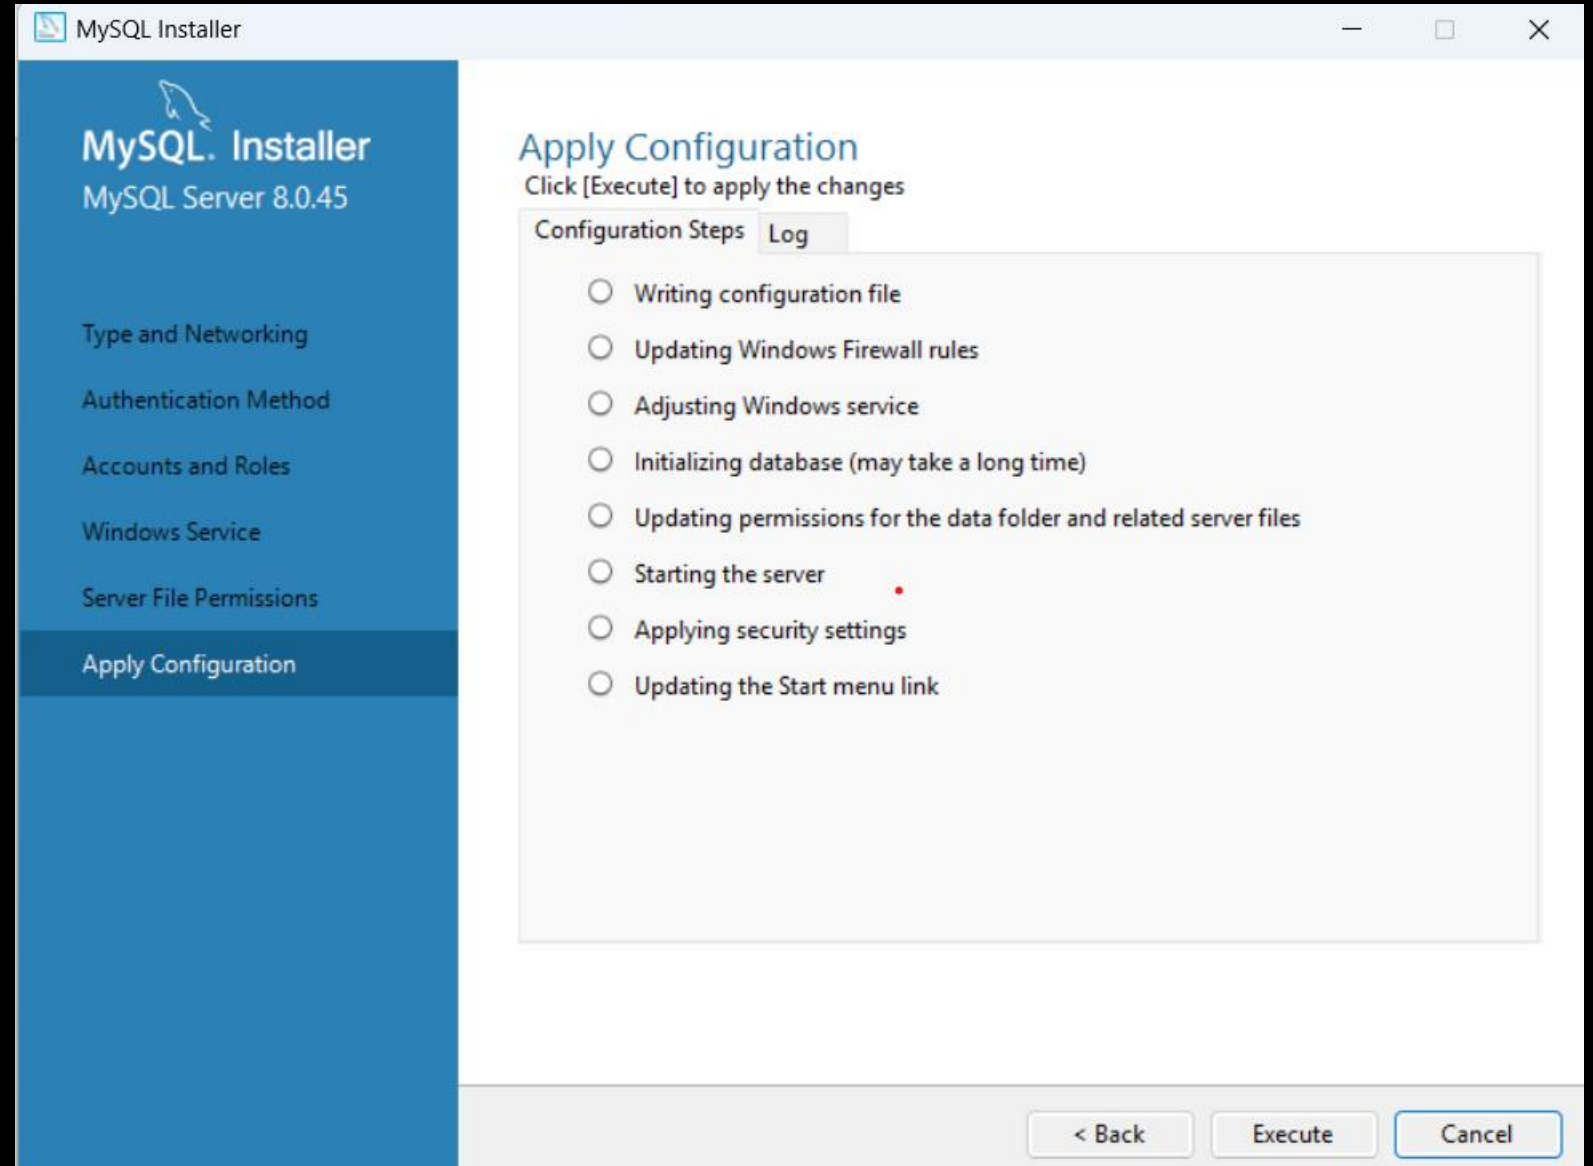 MySQL Installer
MySQL. Installer
MySQL Server 8.0.45
Type and Networking
Authentication Method
Accounts and Roles
Windows Service
Server File Permissions
Apply Configuration
Apply Configuration
Click [Execute] to apply the changes
Configuration Steps Log
Writing configuration file
Updating Windows Firewall rules
Adjusting Windows service
Initializing database (may take a long time)
Updating permissions for the data folder and related server files
Starting the server
Applying security settings
Updating the Start menu link
< Back Execute Cancel